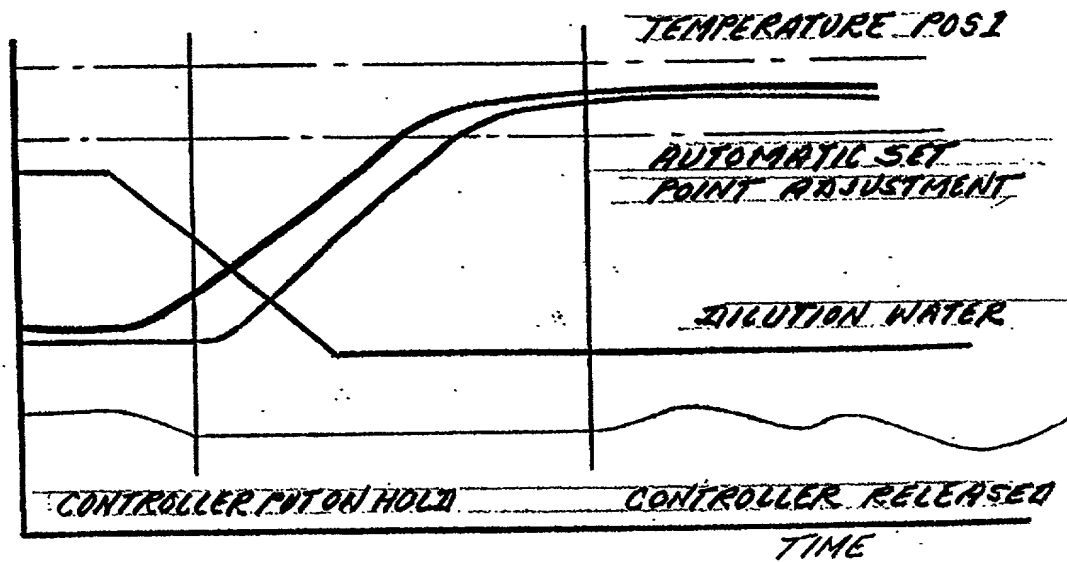 TEMPERATURE POS1
AUTOMATIC SET
POINT ADJUSTMENT
DILUTION WATER
CONTROLLER PUT ON HOLD
CONTROLLER RELEASED
TIME